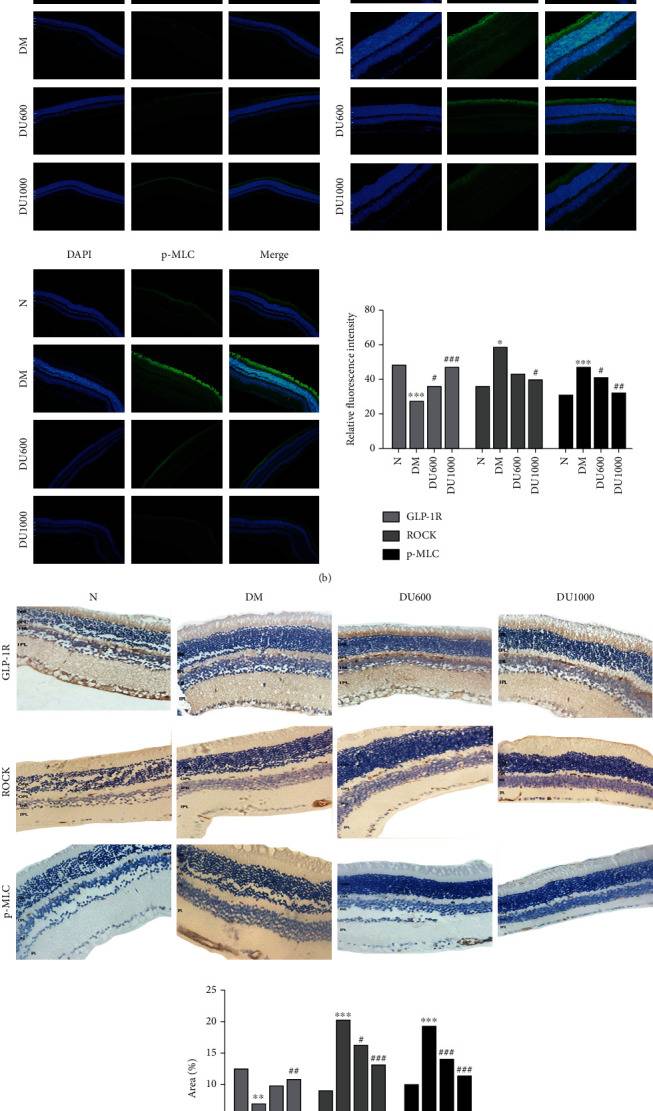 DM
DU600
DU1000
DM
DU600
DU1000
DAPI p-MLC Merge
N
DM
DU600
DU1000
Relative fluorescence intensity
80
60
40
20
0
*** # ###
* #
*** # ##
N DM DU600 DU1000 N DM DU600 DU1000 N DM DU600 DU1000
GLP-1R
ROCK
p-MLC
(b)
N DM DU600 DU1000
GLP-1R
ROCK
p-MLC
Area (%)
25
20
15
10
** ##
*** # ###
*** ### ###